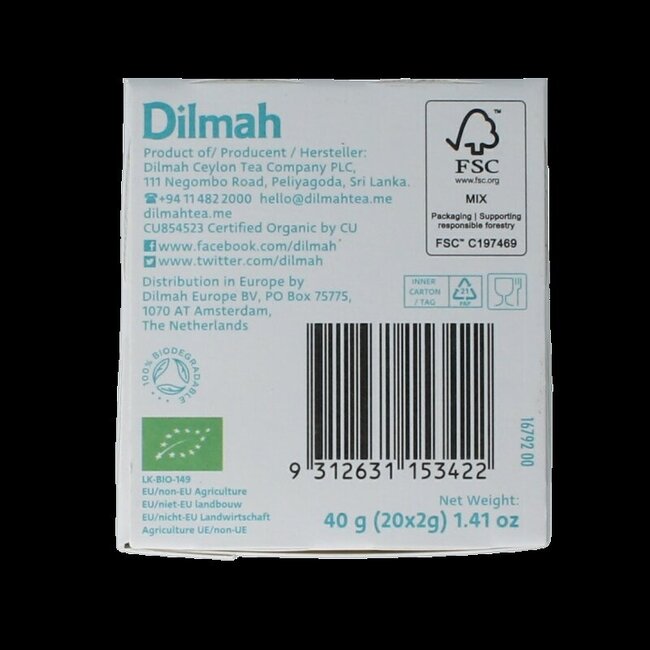 Dilmah
Product of/ Producent / Hersteller:
Dilmah Ceylon Tea Company PLC,
111 Negombo Road, Peliyagoda, Sri Lanka.
☎+94 11 482 2000 hello@dilmahtea.me
dilmahtea.me
CU854523 Certified Organic by CU
www.facebook.com/dilmah
www.twitter.com/dilmah
Distribution in Europe by
Dilmah Europe BV, PO Box 75775,
1070 AT Amsterdam,
The Netherlands
FSC™
www.fsc.org
MIX
Packaging | Supporting
responsible forestry
FSC™ C197469
INNER
CARTON
/ TAG
21
PAP
100% BIODEGRADABLE
LK-BIO-149
EU/non-EU Agriculture
EU/niet-EU landbouw
EU/nicht-EU Landwirtschaft
Agriculture UE/non-UE
9 312631 153422
16792 00
Net Weight:
40 g (20x2g) 1.41 oz